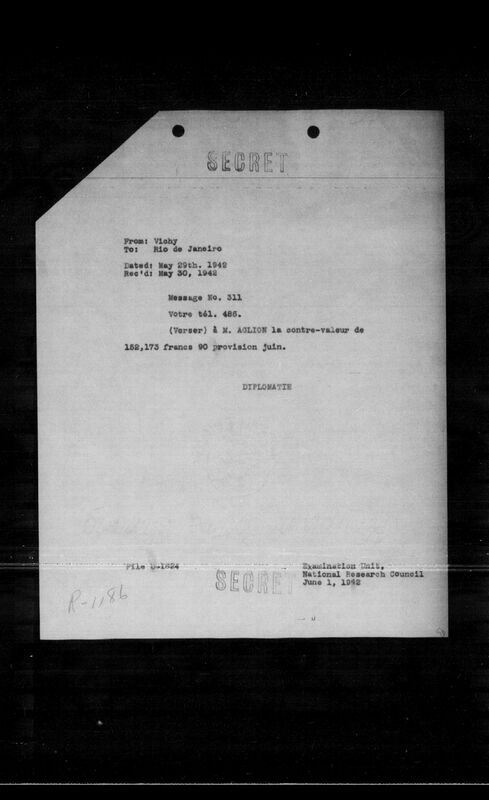 SECRET
From: Vichy
To: Rio de Janeiro
Dated: May 29th. 1942
Rec'd: May 30, 1942
Message No. 311
Votre tél. 486.
(Verser) à M. AGLION la contre-valeur de
152,173 francs 90 provision juin.
DIPLOMATIE
File
Examination Unit,
SECRET
National Research Council
June 1, 1942
R-1186